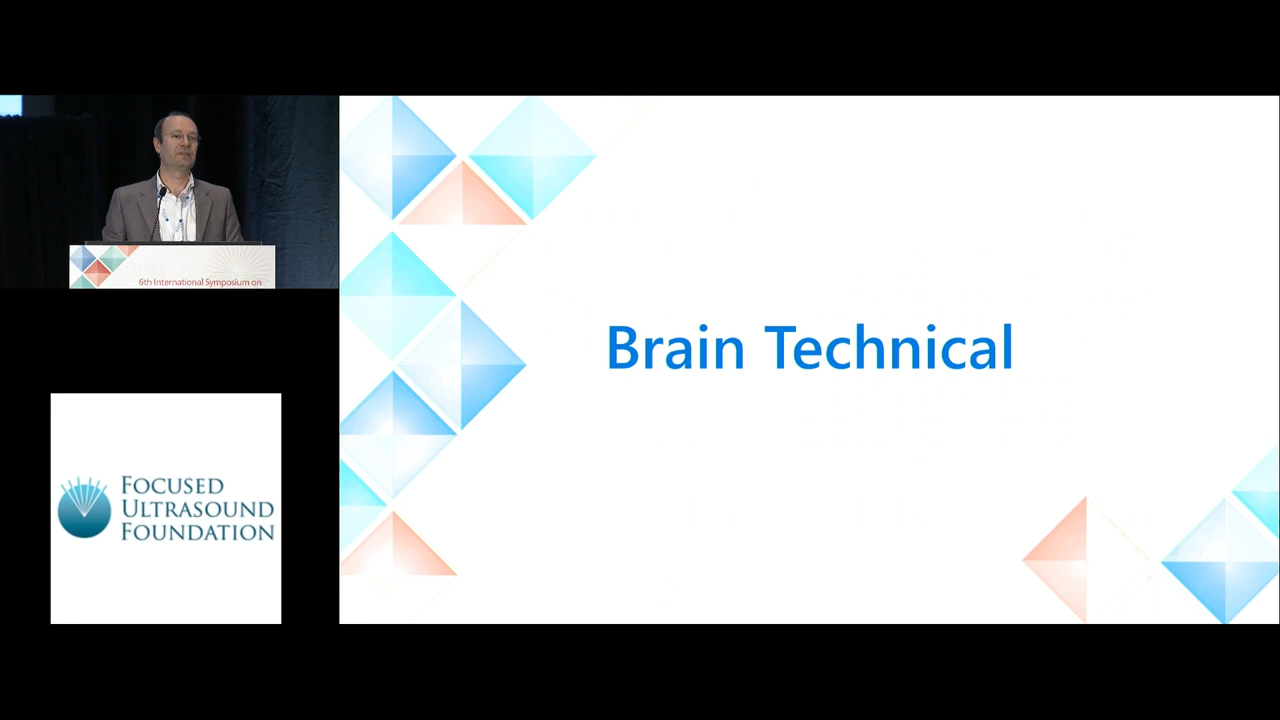 6th International Symposium on
FOCUSED
ULTRASOUND
FOUNDATION
Brain Technical